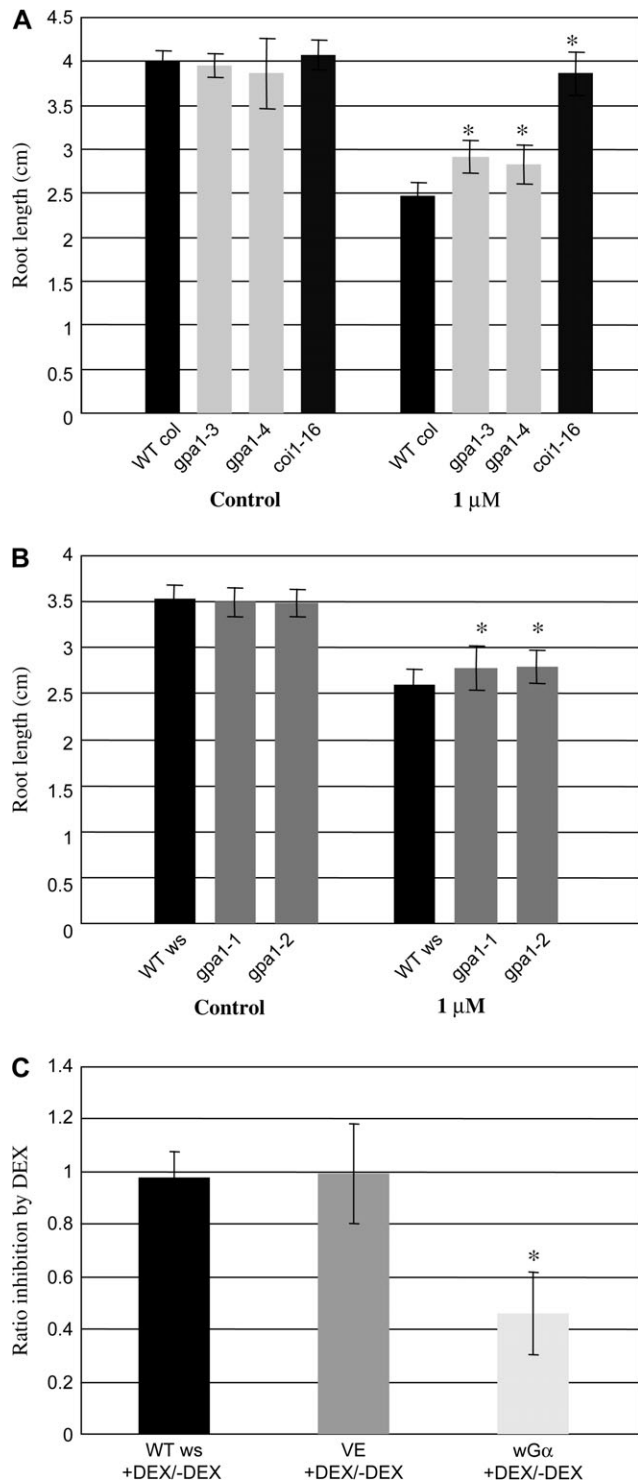 A
Root length (cm)
4.5
4
3.5
3
2.5
2
1.5
1
0.5
0
* * *
WT col gpa1-3 gpa1-4 coi1-16 WT col gpa1-3 gpa1-4 coi1-16
Control 1 µM
B
Root length (cm)
4
3.5
3
2.5
2
1.5
1
0.5
0
* *
WT ws gpa1-1 gpa1-2 WT ws gpa1-1 gpa1-2
Control 1 µM
C
Ratio inhibition by DEX
1.4
1.2
1
0.8
0.6
0.4
0.2
0
*
WT ws VE wGα
+DEX/-DEX +DEX/-DEX +DEX/-DEX